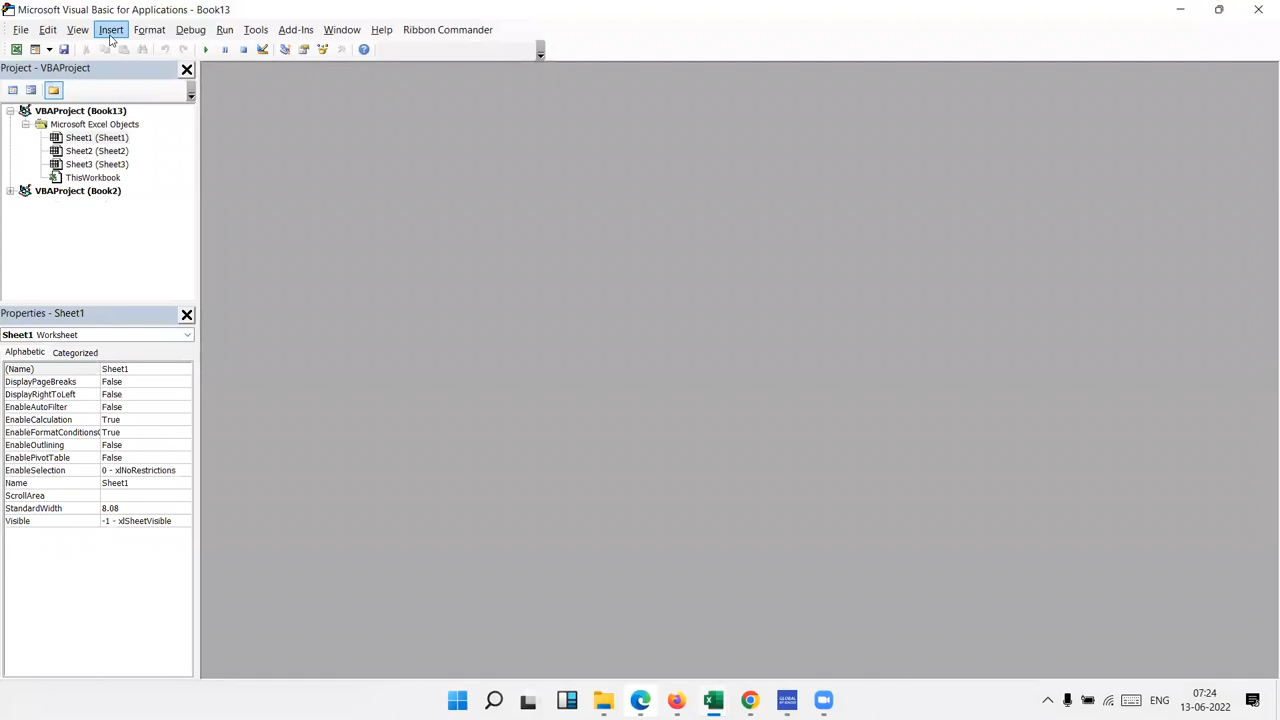 Microsoft Visual Basic for Applications - Book13
File Edit View Insert Format Debug Run Tools Add-Ins Window Help Ribbon Commander
Project - VBAProject
VBAProject (Book13)
Microsoft Excel Objects
Sheet1 (Sheet1)
Sheet2 (Sheet2)
Sheet3 (Sheet3)
ThisWorkbook
VBAProject (Book2)
Properties - Sheet1
Sheet1 Worksheet
Alphabetic Categorized
(Name) Sheet1
DisplayPageBreaks False
DisplayRightToLeft False
EnableAutoFilter False
EnableCalculation True
EnableFormatConditions True
EnableOutlining False
EnablePivotTable False
EnableSelection 0 - xlNoRestrictions
Name Sheet1
ScrollArea
StandardWidth 8.08
Visible -1 - xlSheetVisible
ENG
07:24
13-06-2022